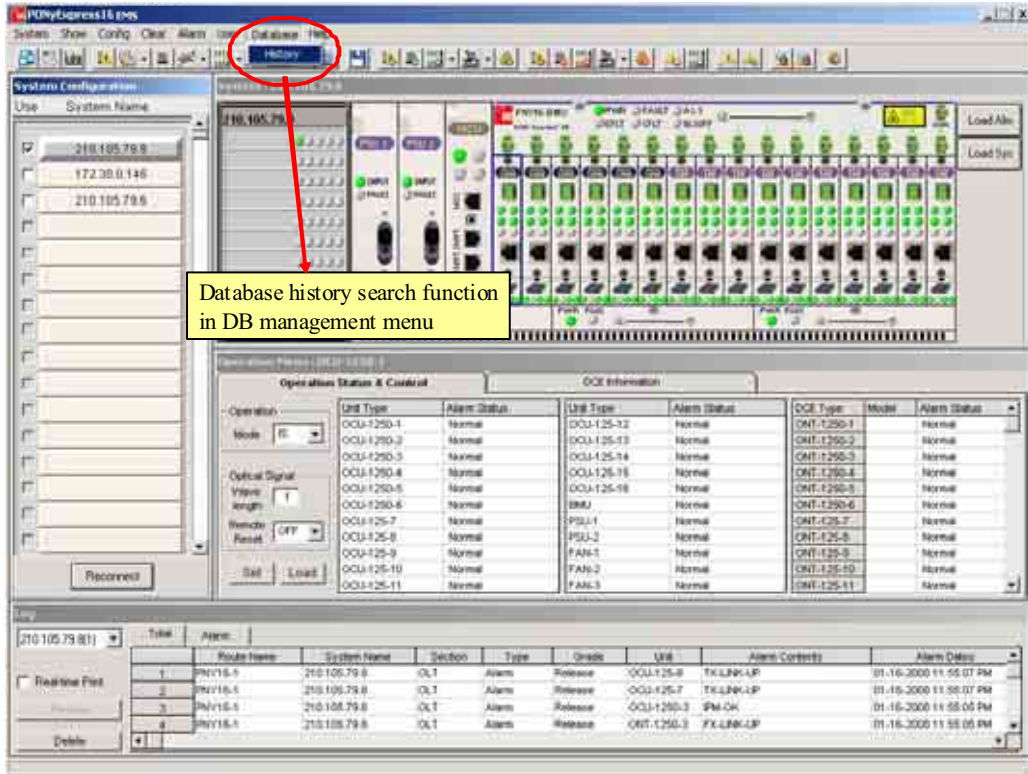 PONyExpress16 EMS
System Show Config Clear Alarm User Database Help
History
System Configuration
Use System Name
210.105.79.8
172.30.0.146
210.105.79.6
Reconnect
210.105.79.8
PSU 1
PSU 2
INPUT
FAULT
INPUT
FAULT
Load Alm
Load Sys
Database history search function
in DB management menu
Operation Status & Control
OCE Information
Operation
Mode IS
Optical Signal
Wave
length 1
Remote
Reset OFF
Set Load
Unit Type Alarm Status Unit Type Alarm Status OCE Type Model Alarm Status
OCU-1250-1 Normal OCU-125-12 Normal ONT-1250-1 Normal
OCU-1250-2 Normal OCU-125-13 Normal ONT-1250-2 Normal
OCU-1250-3 Normal OCU-125-14 Normal ONT-1250-3 Normal
OCU-1250-4 Normal OCU-125-15 Normal ONT-1250-4 Normal
OCU-1250-5 Normal OCU-125-16 Normal ONT-1250-5 Normal
OCU-1250-6 Normal BMU Normal ONT-1250-6 Normal
OCU-125-7 Normal PSU-1 Normal ONT-125-7 Normal
OCU-125-8 Normal PSU-2 Normal ONT-125-8 Normal
OCU-125-9 Normal FAN-1 Normal ONT-125-9 Normal
OCU-125-10 Normal FAN-2 Normal ONT-125-10 Normal
OCU-125-11 Normal FAN-3 Normal ONT-125-11 Normal
210.105.79.8(1)
Total Alarm
Realtime Print
Delete
Route Name System Name Section Type Grade Unit Alarm Contents Alarm Dates
1 PNY16-1 210.105.79.8 OLT Alarm Release OCU-125-8 TX-LINK-UP 01-16-2000 11:55:07 PM
2 PNY16-1 210.105.79.8 OLT Alarm Release OCU-125-7 TX-LINK-UP 01-16-2000 11:55:07 PM
3 PNY16-1 210.105.79.8 OLT Alarm Release OCU-1250-3 IPM-OK 01-16-2000 11:55:05 PM
4 PNY16-1 210.105.79.8 OLT Alarm Release ONT-1250-3 FX-LINK-UP 01-16-2000 11:55:05 PM